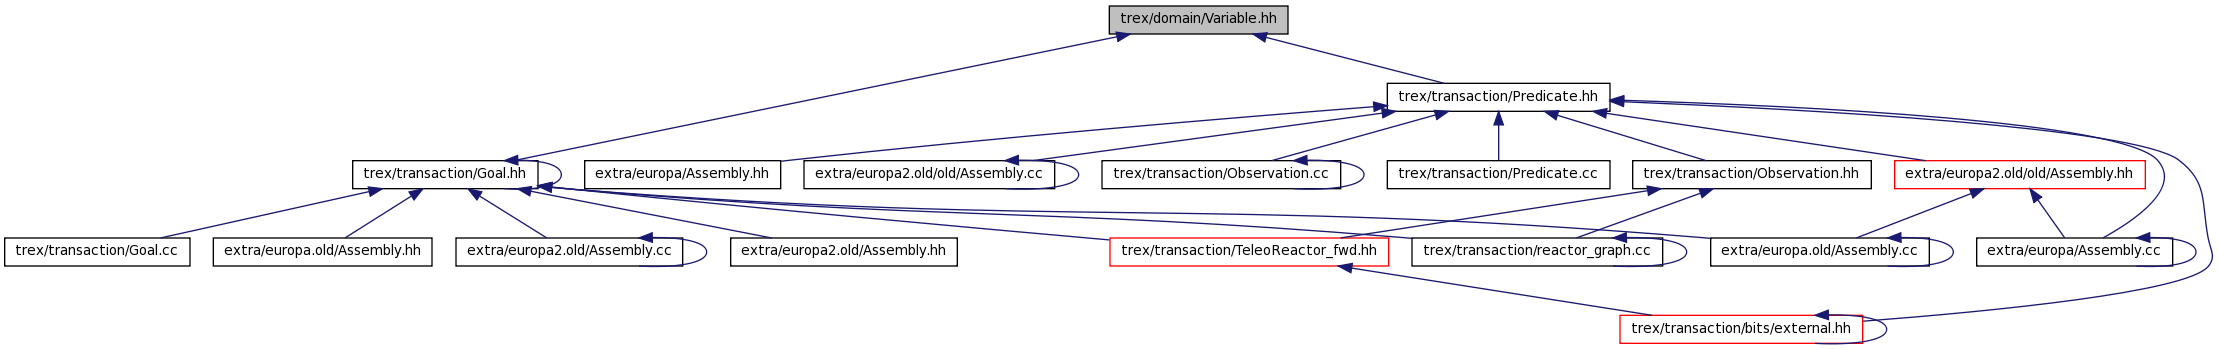 trex/domain/Variable.hh
trex/transaction/Predicate.hh
trex/transaction/Goal.hh
extra/europa/Assembly.hh
extra/europa2.old/old/Assembly.cc
trex/transaction/Observation.cc
trex/transaction/Predicate.cc
trex/transaction/Observation.hh
extra/europa2.old/old/Assembly.hh
trex/transaction/Goal.cc
extra/europa.old/Assembly.hh
extra/europa2.old/Assembly.cc
extra/europa2.old/Assembly.hh
trex/transaction/TeleoReactor_fwd.hh
trex/transaction/reactor_graph.cc
extra/europa.old/Assembly.cc
extra/europa/Assembly.cc
trex/transaction/bits/external.hh